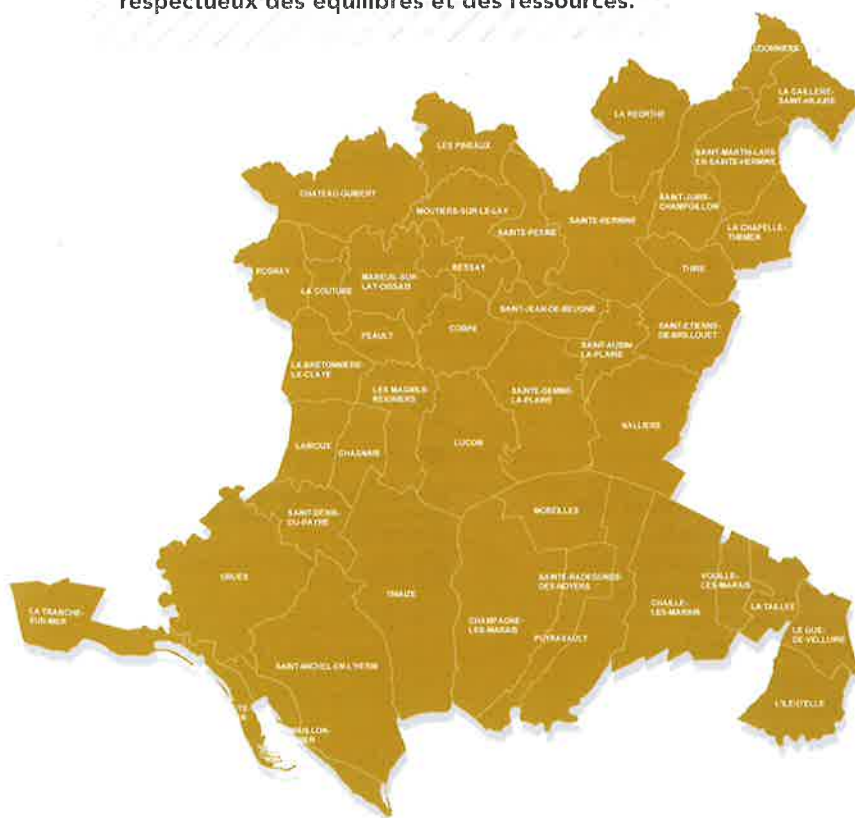 respectueux des équilibres et des ressources.
LA CAILLERE-
SAINT-HILAIRE
LA REORTHE
LES PINEAUX
SAINT-MARTIN-LARS-
EN-SAINTE-HERMINE
CHATEAU-GUIBERT
SAINT-JUIRE-
CHAMPGILLON
MOUTIERS-SUR-LE-LAY
SAINTE-HERMINE
LA CHAPELLE-
THEMER
SAINTE-PEXINE
ROSNAY
BESSAY
THIRE
MAREUIL-SUR-
LAY-DISSAIS
LA COUTURE
SAINT-JEAN-DE-BEUGNE
CORPE
SAINT-ETIENNE-
DE-BRILLOUET
PEAULT
SAINT-AUBIN-
LA-PLAINE
LA BRETONNIERE-
LA-CLAYE
LES MAGNILS-
REIGNIERS
SAINTE-GEMME-
LA-PLAINE
NALLIERS
LAIROUX
LUCON
CHASNAIS
SAINT-DENIS-
DU-PAYRE
MOREILLES
GRUES
SAINTE-RADEGONDE-
DES-NOYERS
VOUILLE-
LES-MARAIS
TRIAIZE
CHAILLE-
LES-MARAIS
LA TRANCHE-
SUR-MER
LA TAILLEE
CHAMPAGNE-
LES-MARAIS
LE GUE-
DE-VELLUIRE
PUYRAVAULT
SAINT-MICHEL-EN-L'HERM
L'ILE-D'ELLE